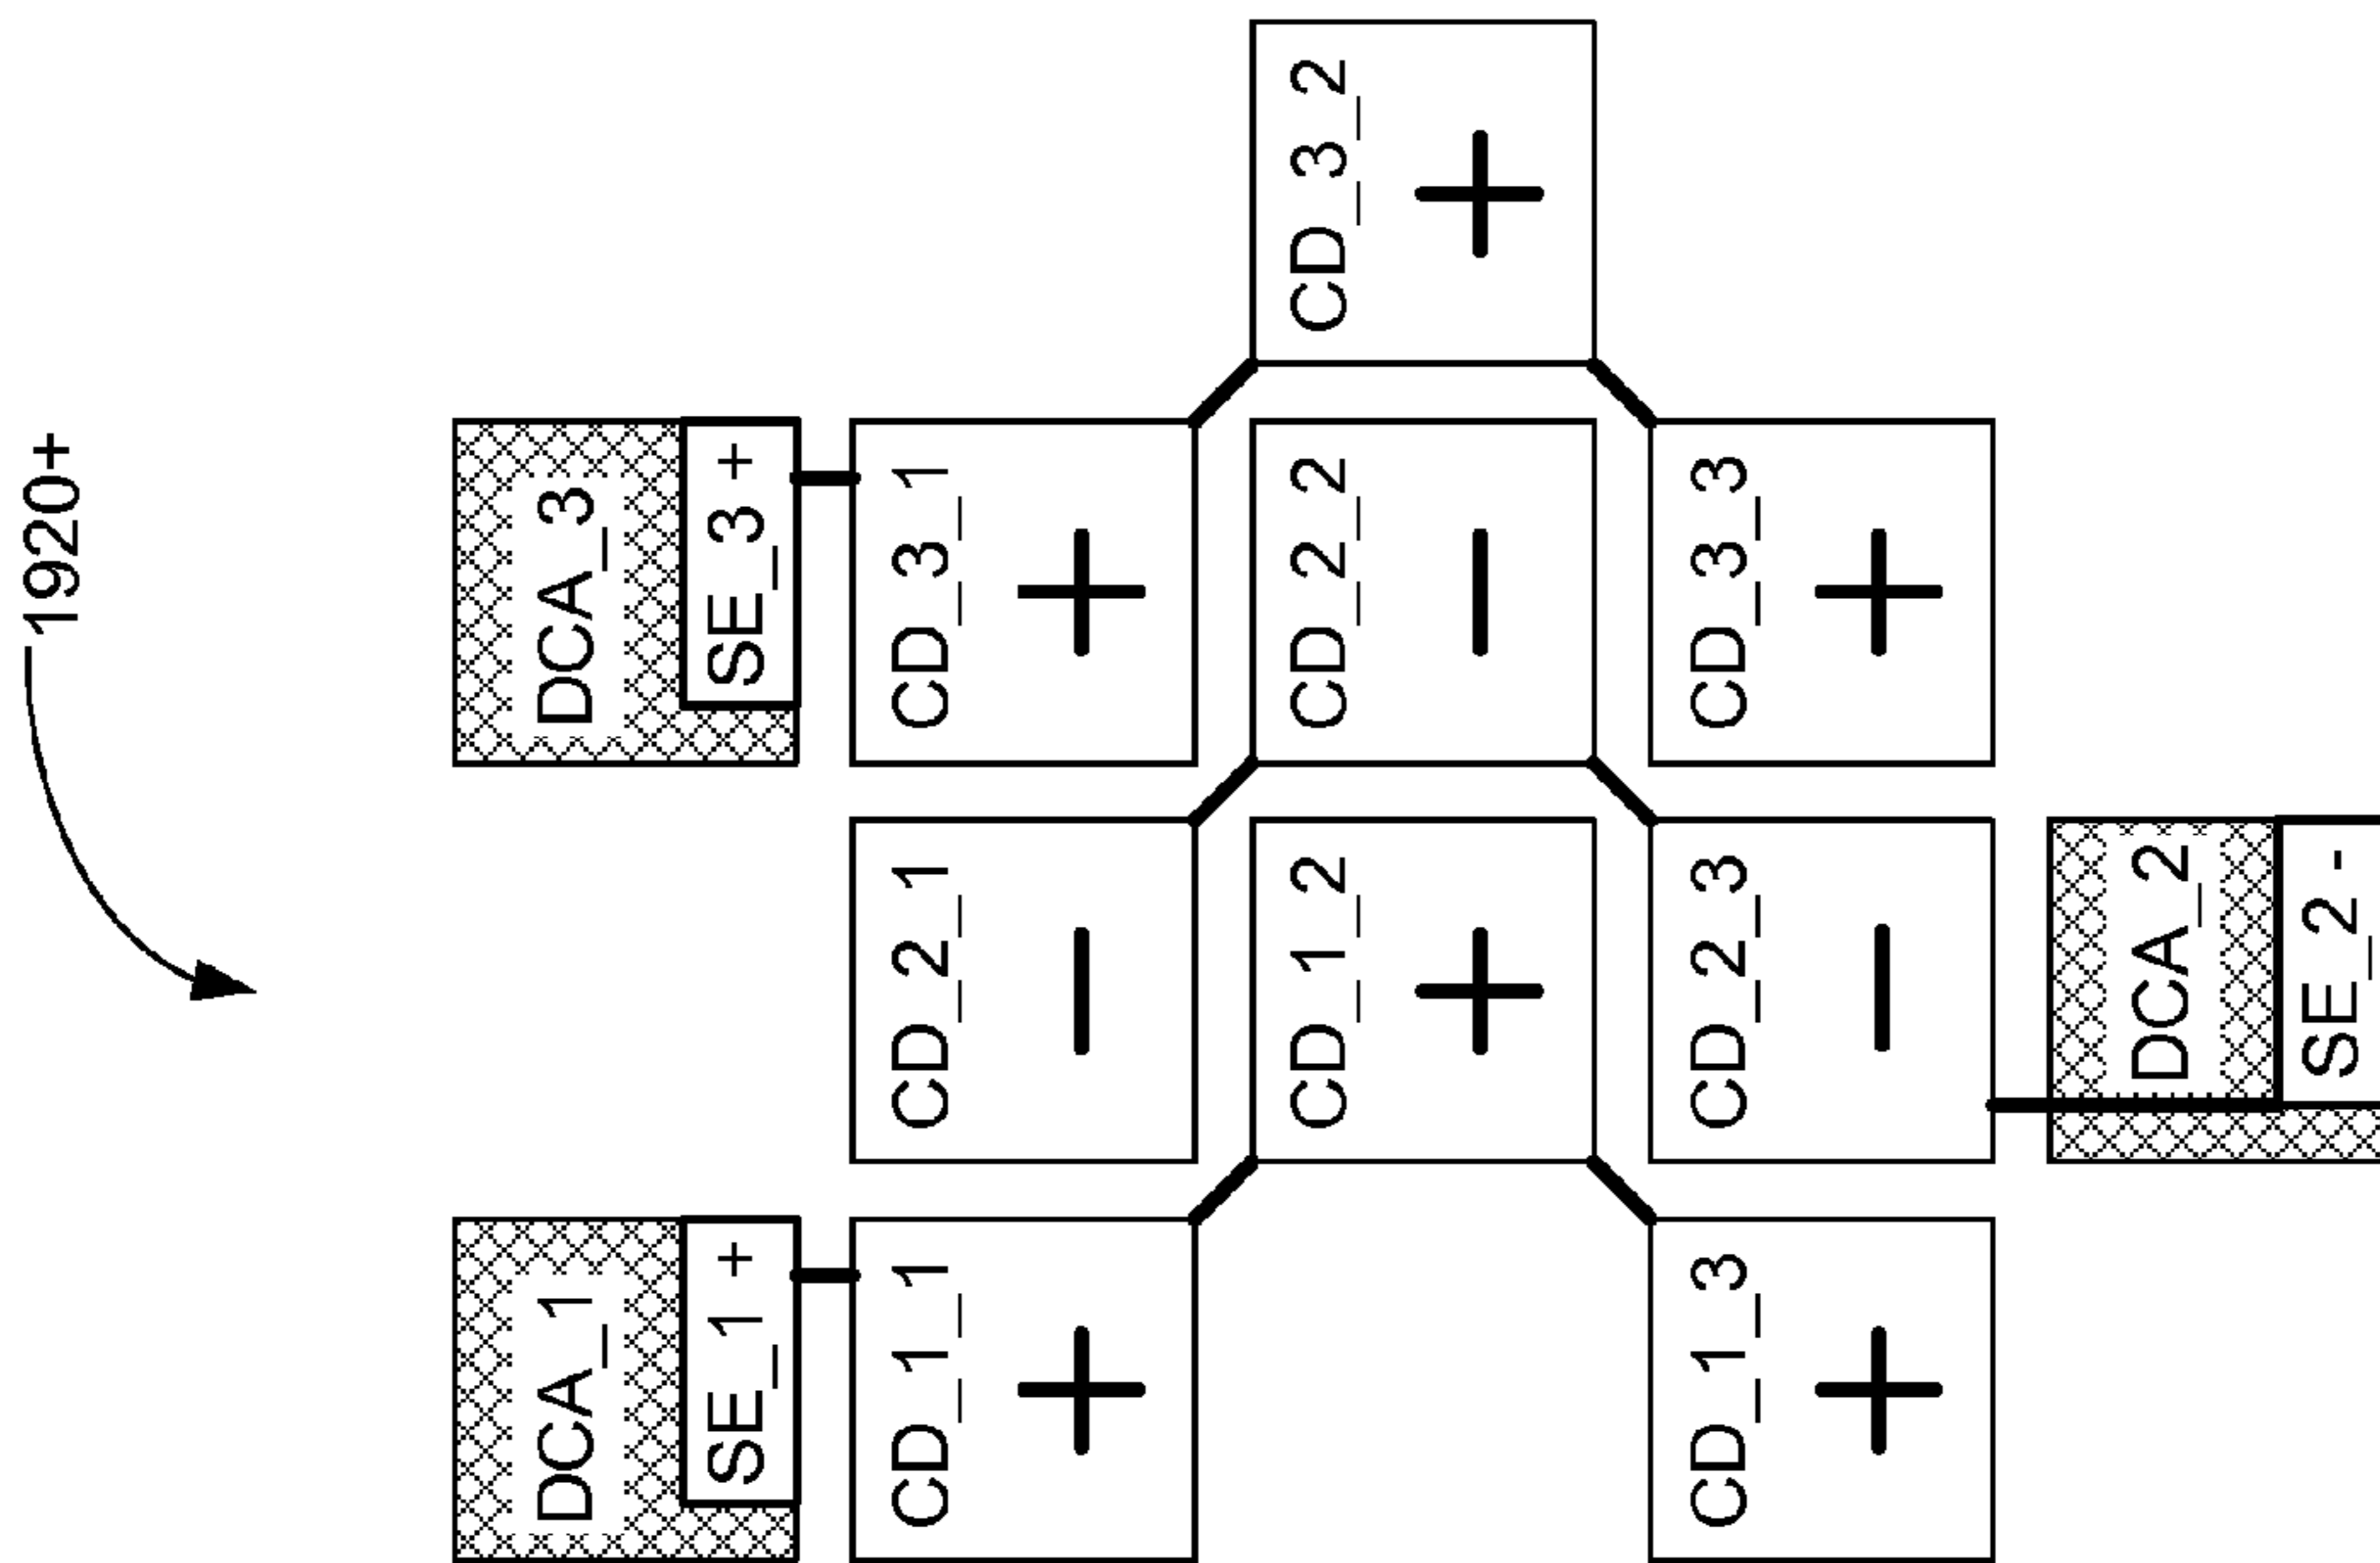 1920+
DCA_1
SE_1 +
DCA_3
SE_3 +
CD_1_1
+
CD_2_1
−
CD_3_1
+
CD_1_2
+
CD_2_2
−
CD_3_2
+
CD_1_3
+
CD_2_3
−
CD_3_3
+
DCA_2
SE_2 -